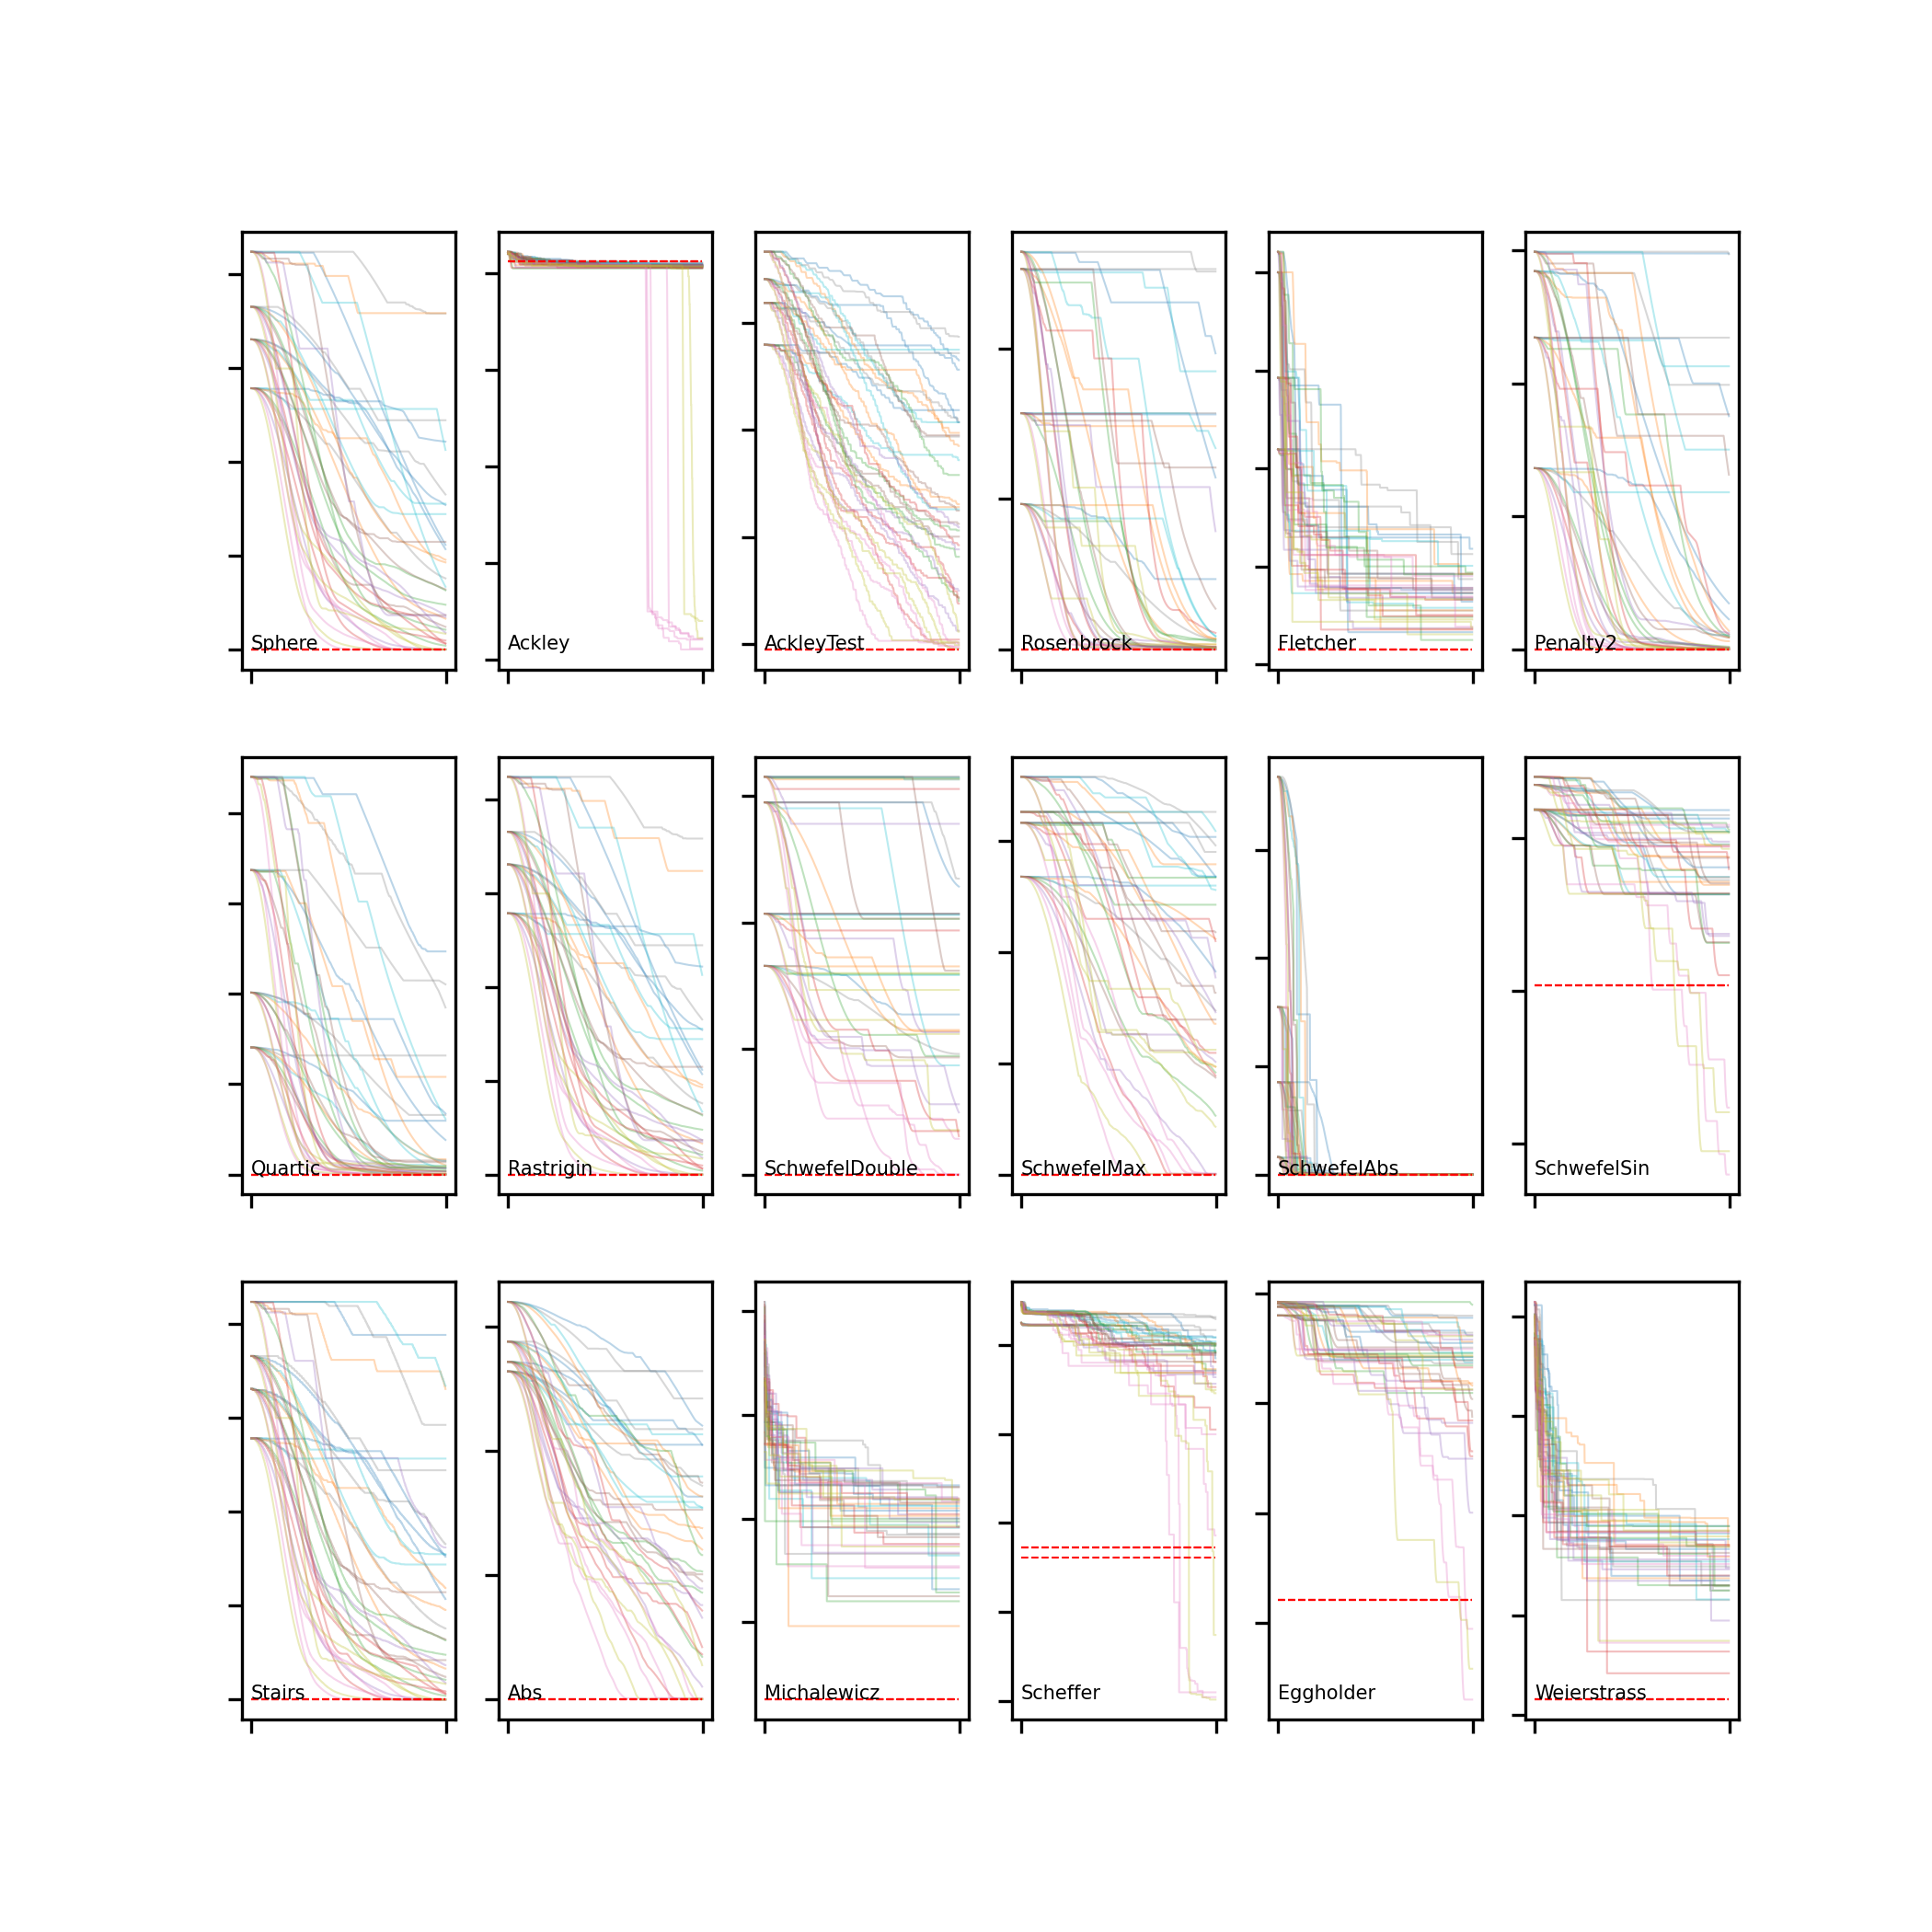 Sphere
Ackley
AckleyTest
Rosenbrock
Fletcher
Penalty2
Quartic
Rastrigin
SchwefelDouble
SchwefelMax
SchwefelAbs
SchwefelSin
Stairs
Abs
Michalewicz
Scheffer
Eggholder
Weierstrass